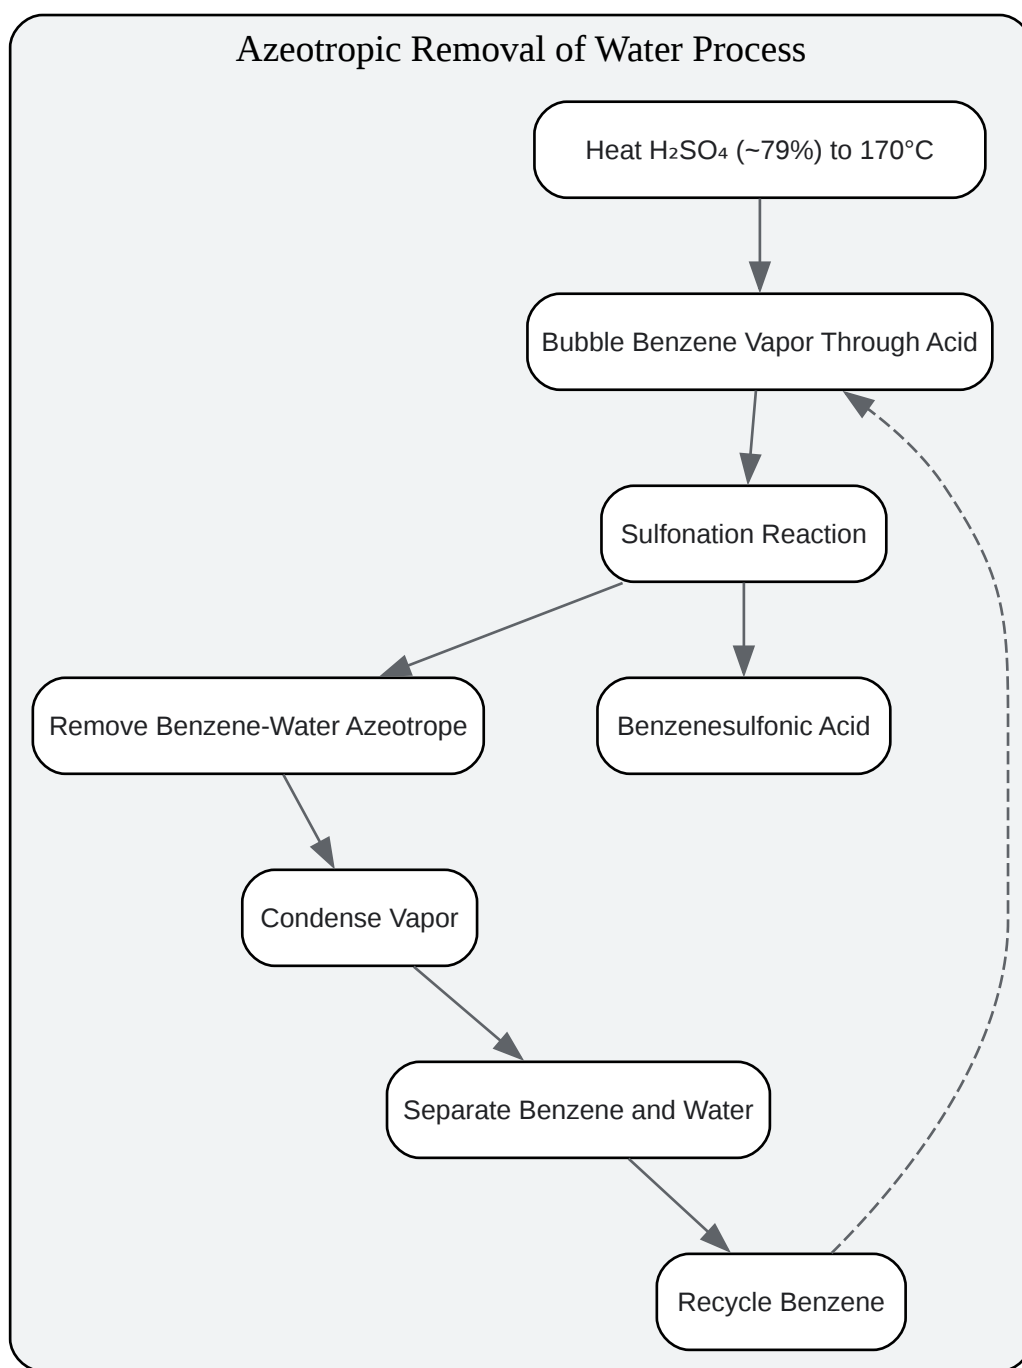 Azeotropic Removal of Water Process
Heat H₂SO₄ (~79%) to 170°C
Bubble Benzene Vapor Through Acid
Sulfonation Reaction
Remove Benzene-Water Azeotrope
Benzenesulfonic Acid
Condense Vapor
Separate Benzene and Water
Recycle Benzene